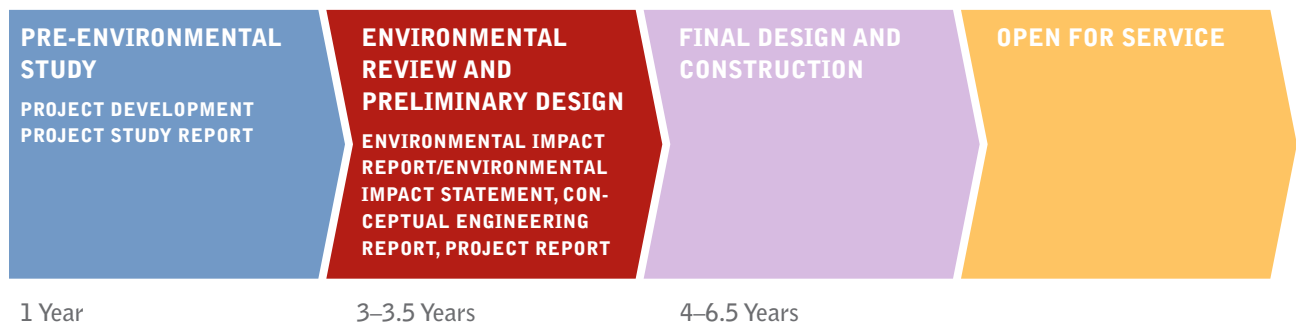 PRE-ENVIRONMENTAL
STUDY
PROJECT DEVELOPMENT
PROJECT STUDY REPORT
1 Year
ENVIRONMENTAL
REVIEW AND
PRELIMINARY DESIGN
ENVIRONMENTAL IMPACT
REPORT/ENVIRONMENTAL
IMPACT STATEMENT, CON-
CEPTUAL ENGINEERING
REPORT, PROJECT REPORT
3–3.5 Years
FINAL DESIGN AND
CONSTRUCTION
4–6.5 Years
OPEN FOR SERVICE